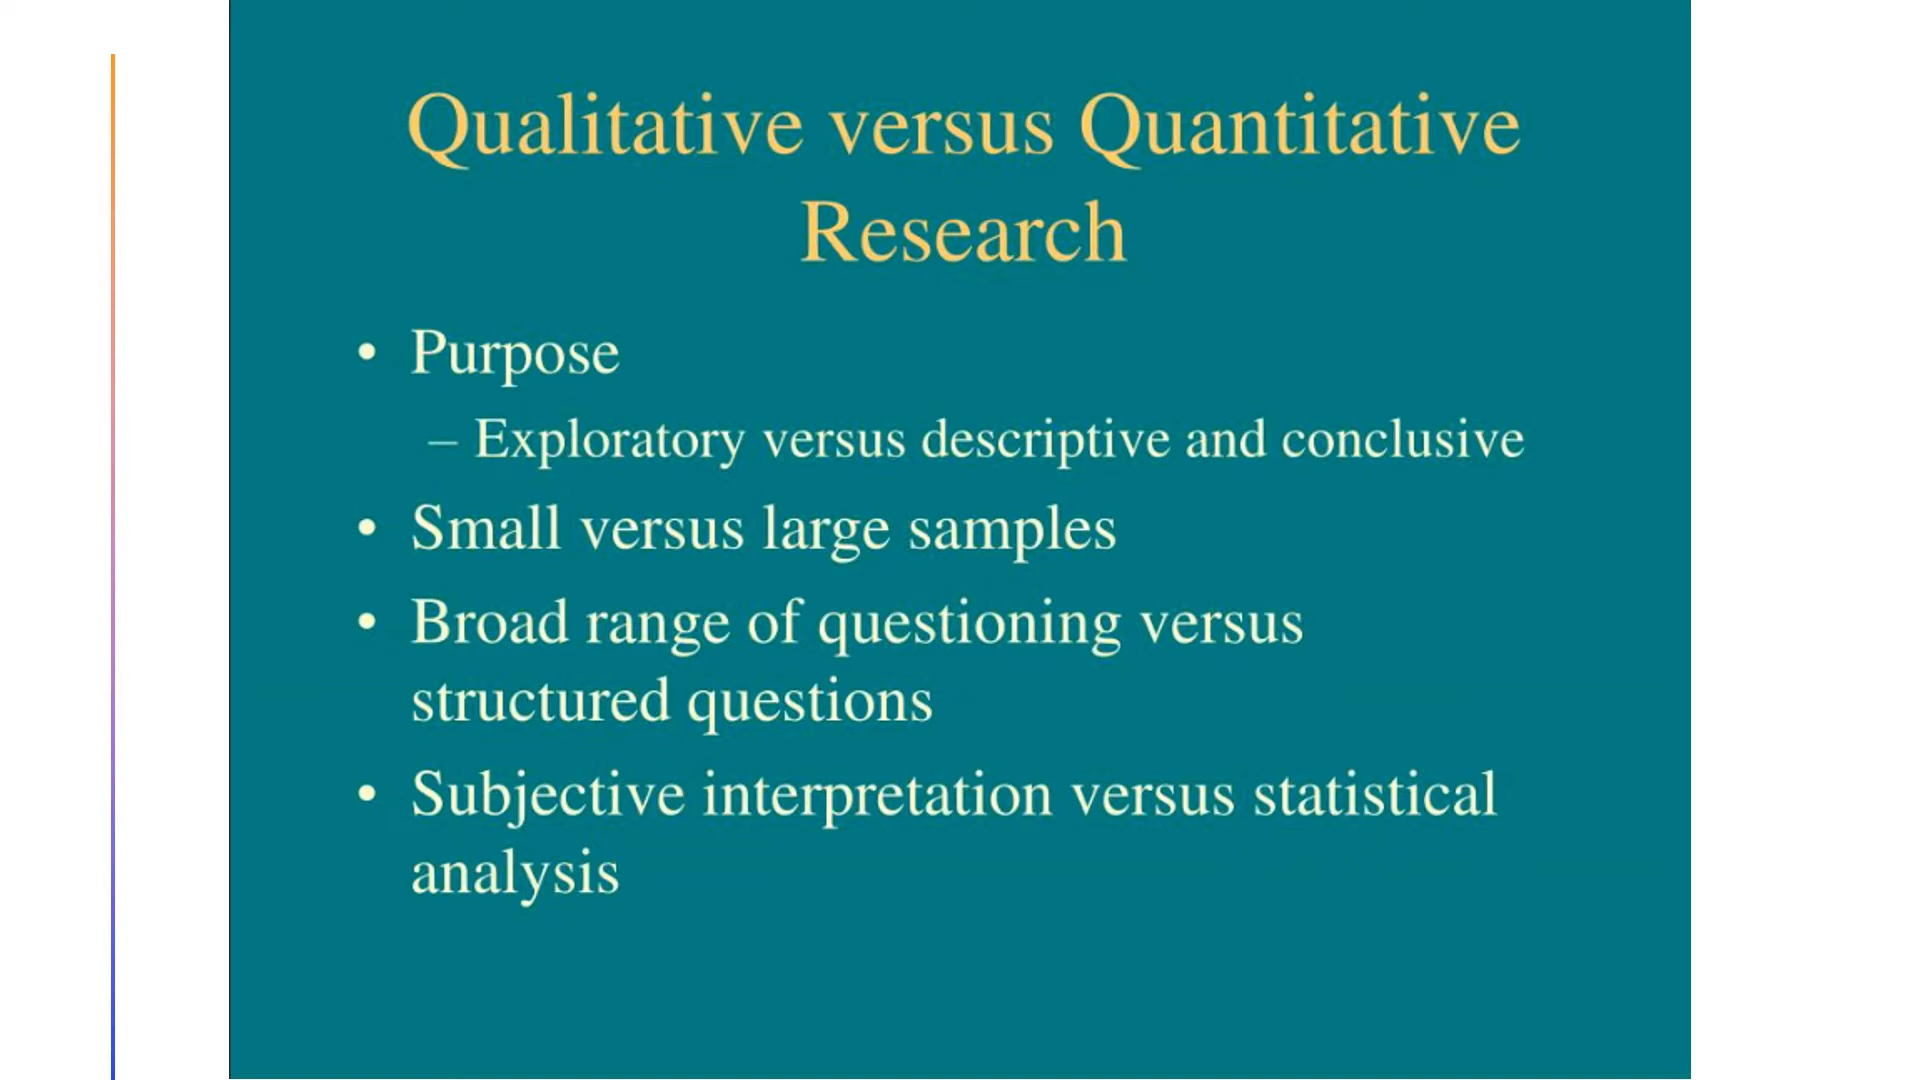 Qualitative versus Quantitative
Research
• Purpose
– Exploratory versus descriptive and conclusive
• Small versus large samples
• Broad range of questioning versus
structured questions
• Subjective interpretation versus statistical
analysis